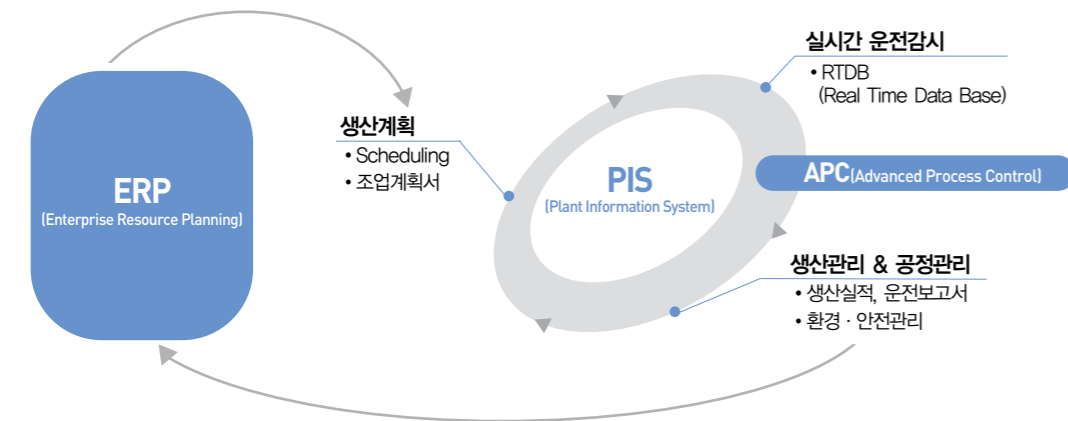 ERP
(Enterprise Resource Planning)
생산계획
• Scheduling
• 조업계획서
PIS
(Plant Information System)
실시간 운전감시
• RTDB
(Real Time Data Base)
APC(Advanced Process Control)
생산관리 & 공정관리
• 생산실적, 운전보고서
• 환경 · 안전관리